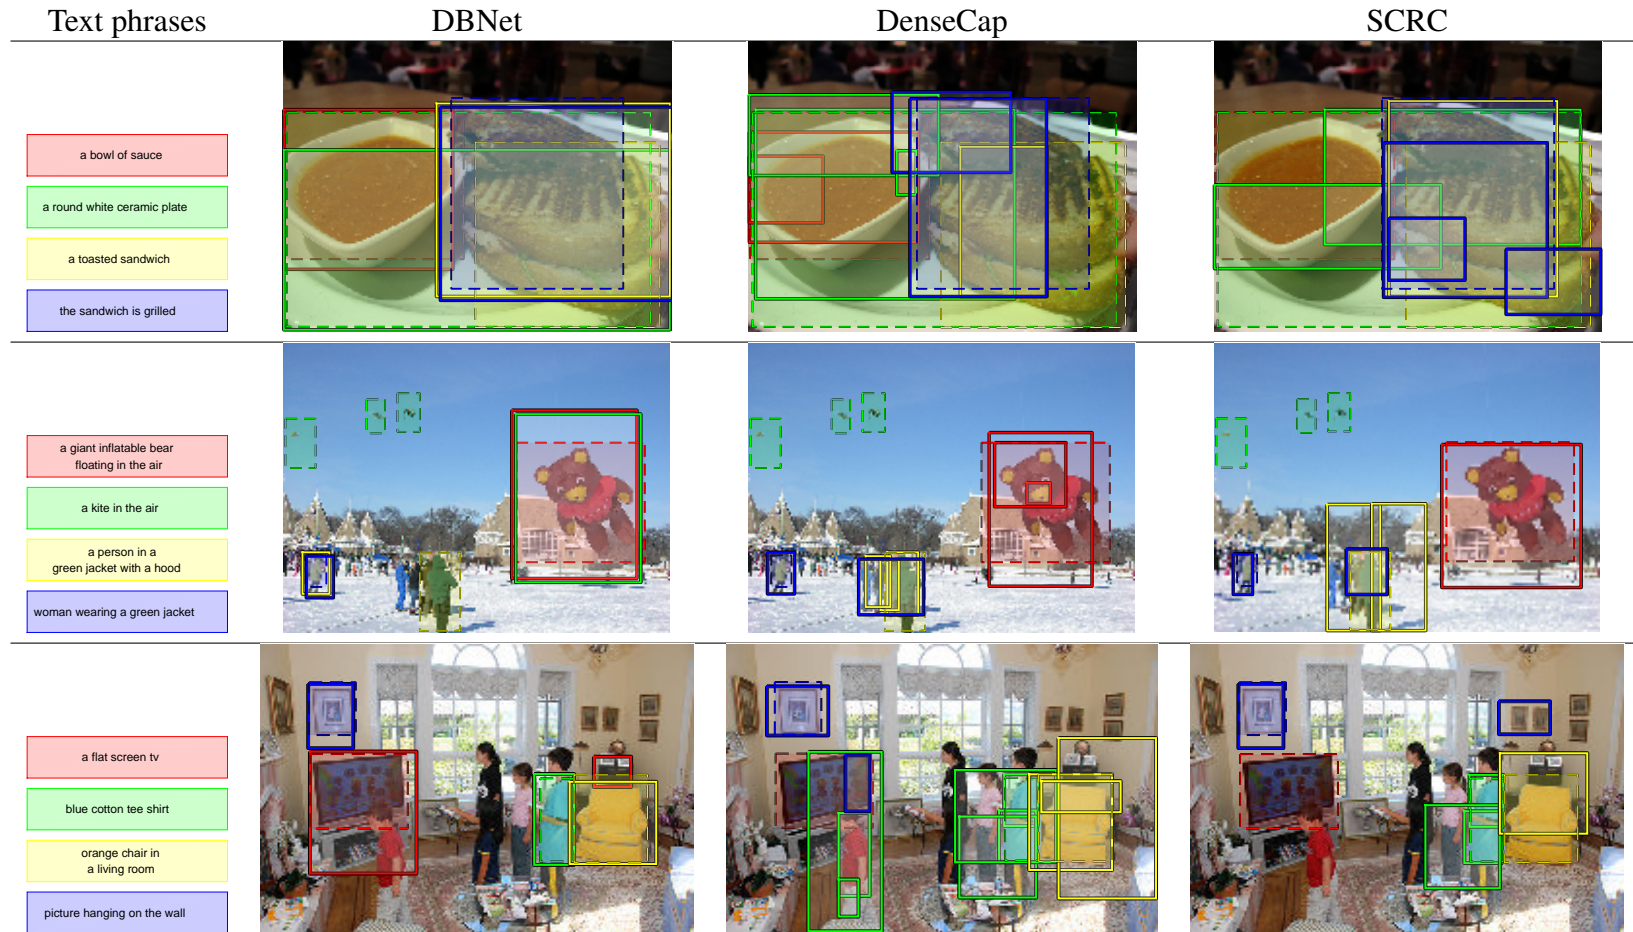 Text phrases DBNet DenseCap SCRC
a bowl of sauce
a round white ceramic plate
a toasted sandwich
the sandwich is grilled
a giant inflatable bear
floating in the air
a kite in the air
a person in a
green jacket with a hood
woman wearing a green jacket
a flat screen tv
blue cotton tee shirt
orange chair in
a living room
picture hanging on the wall